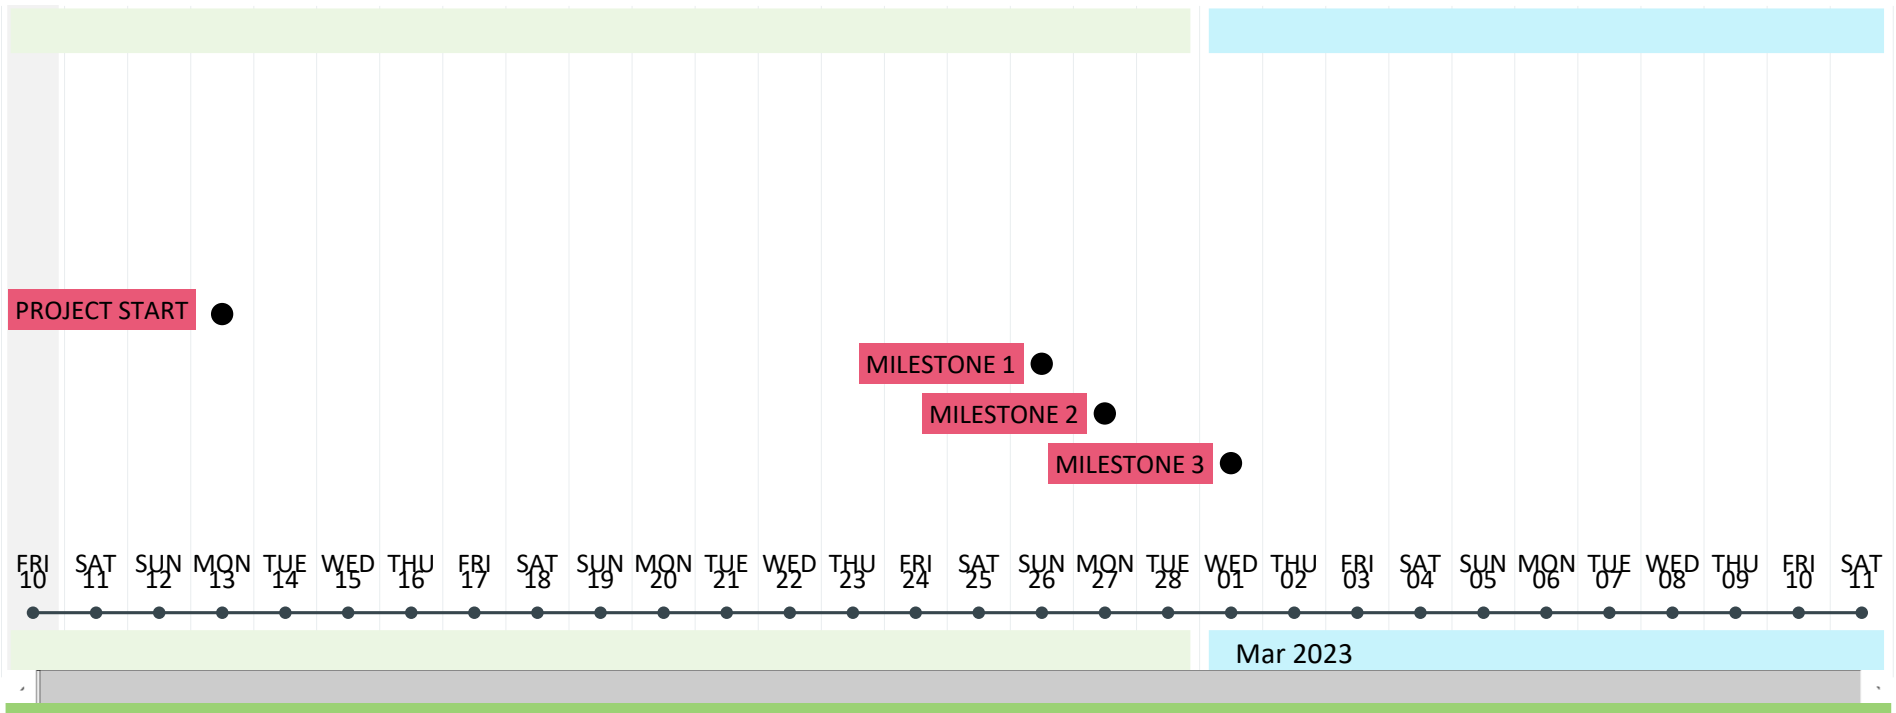 PROJECT START
MILESTONE 1
MILESTONE 2
MILESTONE 3
FRI SAT SUN MON TUE WED THU FRI SAT SUN MON TUE WED THU FRI SAT SUN MON TUE WED THU FRI SAT SUN MON TUE WED THU FRI SAT
10 11 12 13 14 15 16 17 18 19 20 21 22 23 24 25 26 27 28 01 02 03 04 05 06 07 08 09 10 11
Mar 2023